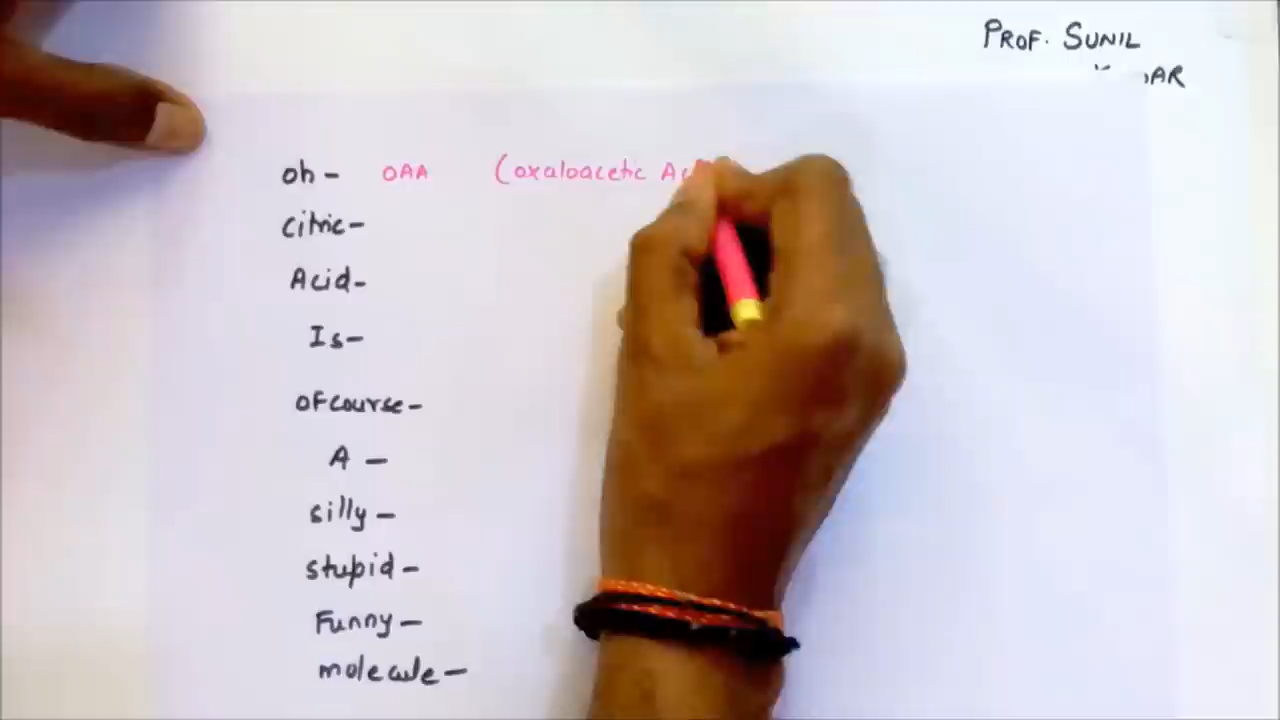 PROF. SUNIL
oh - OAA (oxaloacetic
citric-
Acid-
Is-
OFcourse-
A -
silly -
stupid -
Funny -
molecule -